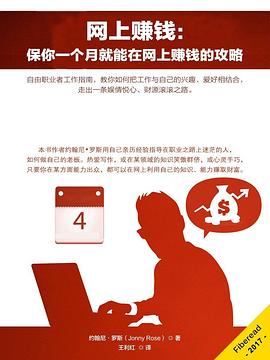 网上赚钱:
保你一个月就能在网上赚钱的攻略
自由职业者工作指南,教你如何把工作与自己的兴趣、爱好相结合,
走出一条娱情悦心、财源滚滚之路。
本书作者约翰尼•罗斯用自己亲历经验指导在职业之路上迷茫的人,
如何做自己的老板。热爱写作,或在某领域的知识笑傲群侪,或心灵手巧,
只要你在某方面能力出众,都可以在网上利用自己的知识、能力赚取财富。
4
$
约翰尼·罗斯(Jonny Rose)©著
王利红©译
Fiberead
- 2017 -